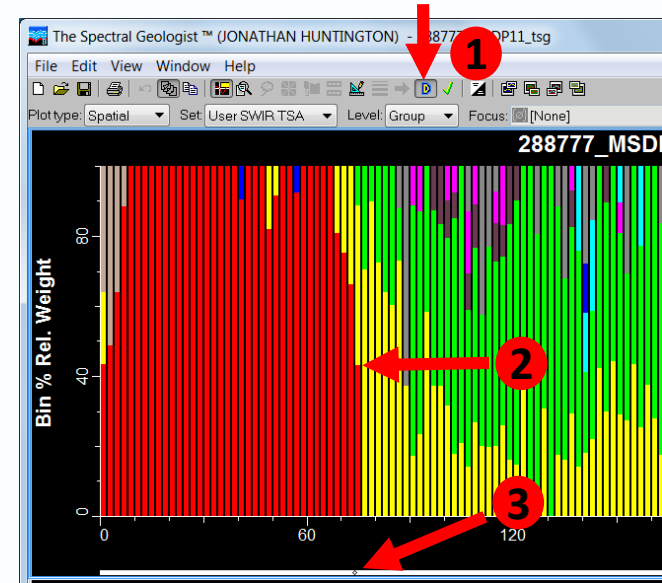 The Spectral Geologist ™ (JONATHAN HUNTINGTON) - 28877 DP11_tsg
1
File Edit View Window Help
D
Plot type: Spatial Set: User SWIR TSA Level: Group Focus: [None]
288777_MSD
Bin % Rel. Weight
80
40
0
2
3
0 60 120